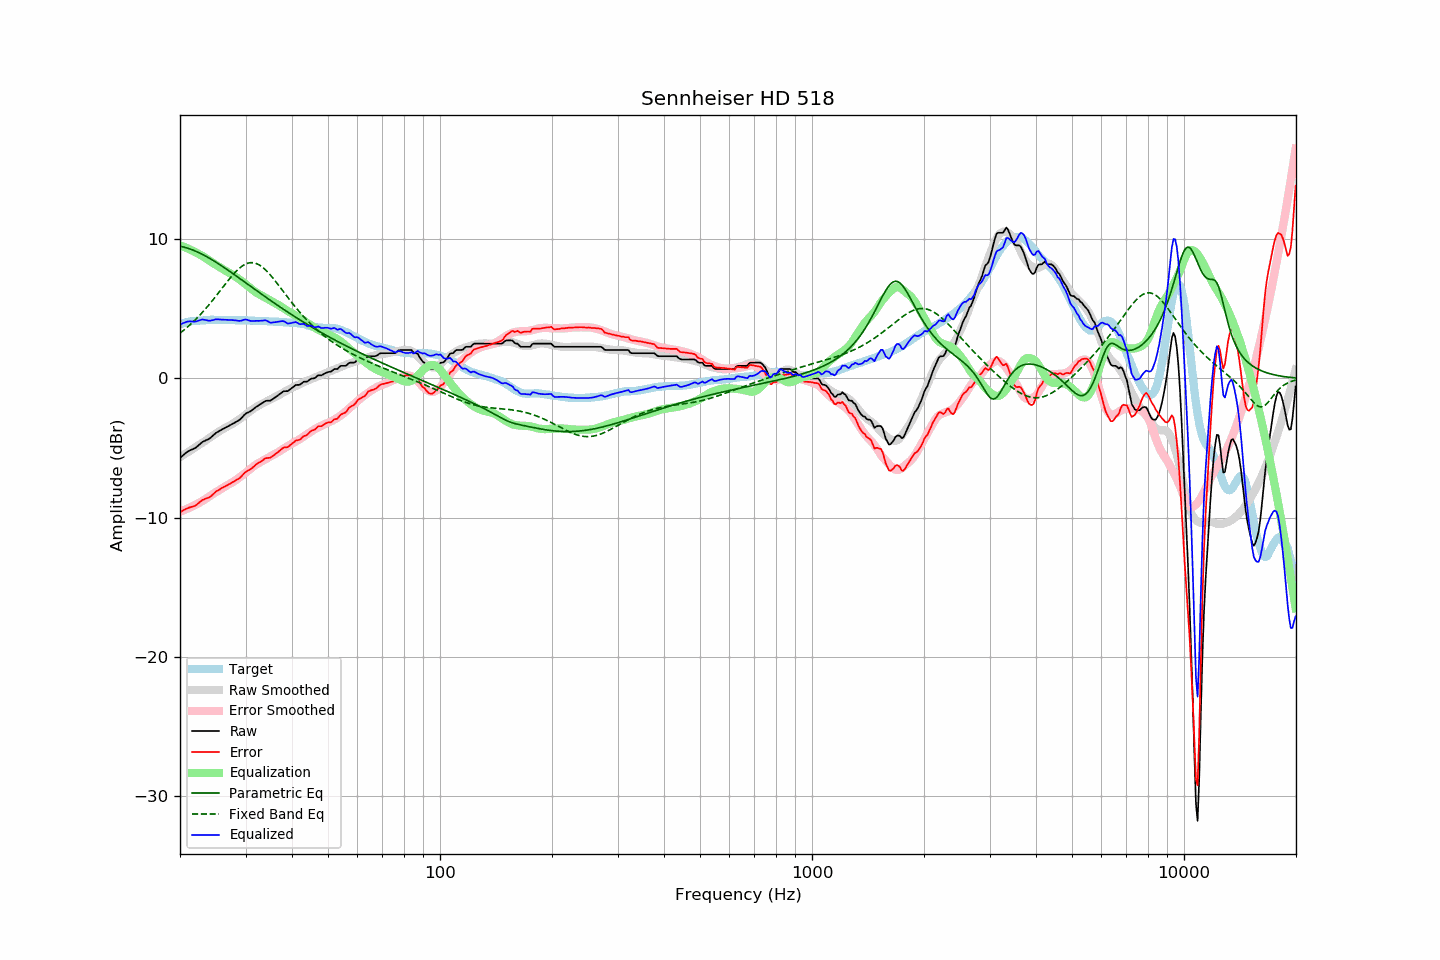 Sennheiser HD 518
Amplitude (dBr)
10
0
−10
−20
−30
Target
Raw Smoothed
Error Smoothed
Raw
Error
Equalization
Parametric Eq
Fixed Band Eq
Equalized
100
1000
10000
Frequency (Hz)